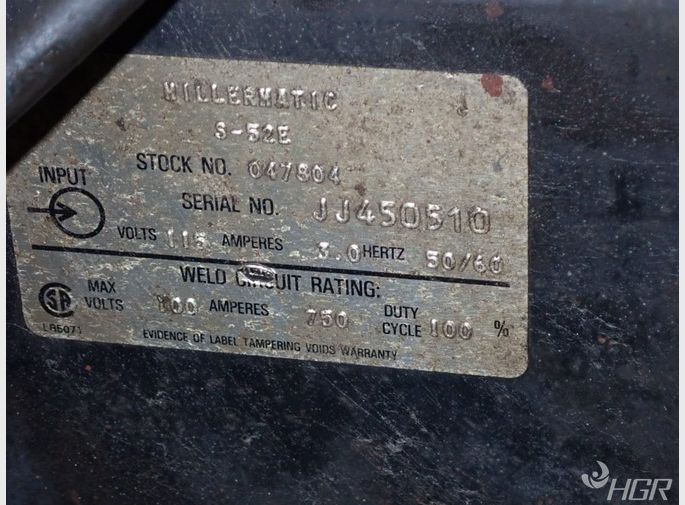 MILLERMATIC
S-52E
STOCK NO. 047804
INPUT
SERIAL NO. JJ450510
VOLTS 115 AMPERES 3.0 HERTZ 50/60
WELD CIRCUIT RATING:
MAX VOLTS 100 AMPERES 750 DUTY CYCLE 100 %
EVIDENCE OF LABEL TAMPERING VOIDS WARRANTY
HGR